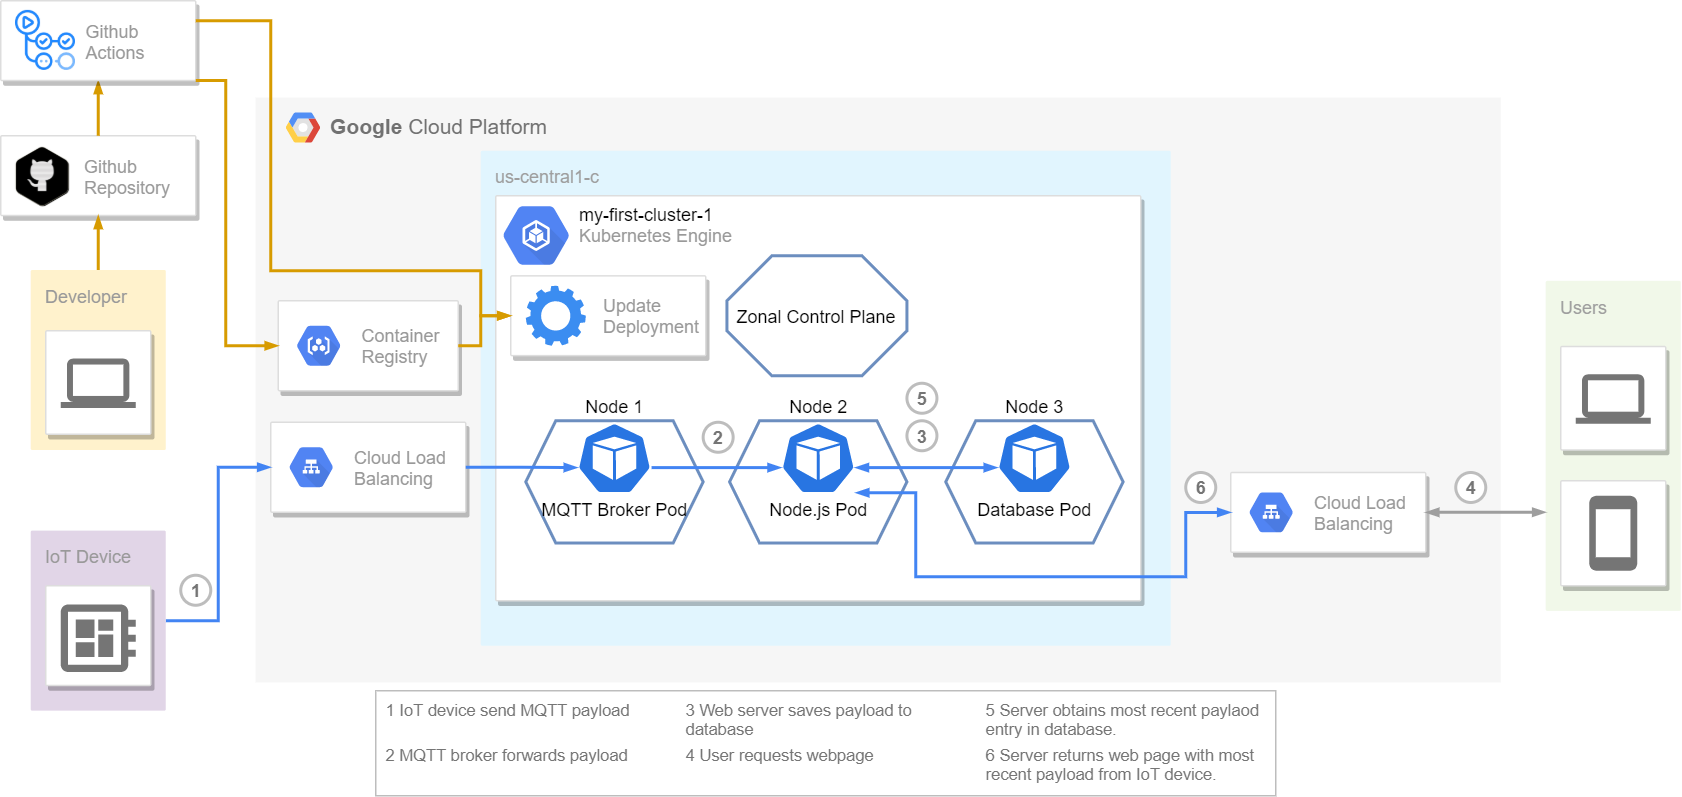 Github
Actions
Google Cloud Platform
Github
Repository
us-central1-c
my-first-cluster-1
Kubernetes Engine
Developer
Update
Deployment
Zonal Control Plane
Container
Registry
Users
Node 1
Node 2
Node 3
5
2
3
Cloud Load
Balancing
MQTT Broker Pod
Node.js Pod
Database Pod
6
4
Cloud Load
Balancing
IoT Device
1
1 IoT device send MQTT payload
2 MQTT broker forwards payload
3 Web server saves payload to
database
4 User requests webpage
5 Server obtains most recent paylaod
entry in database.
6 Server returns web page with most
recent payload from IoT device.